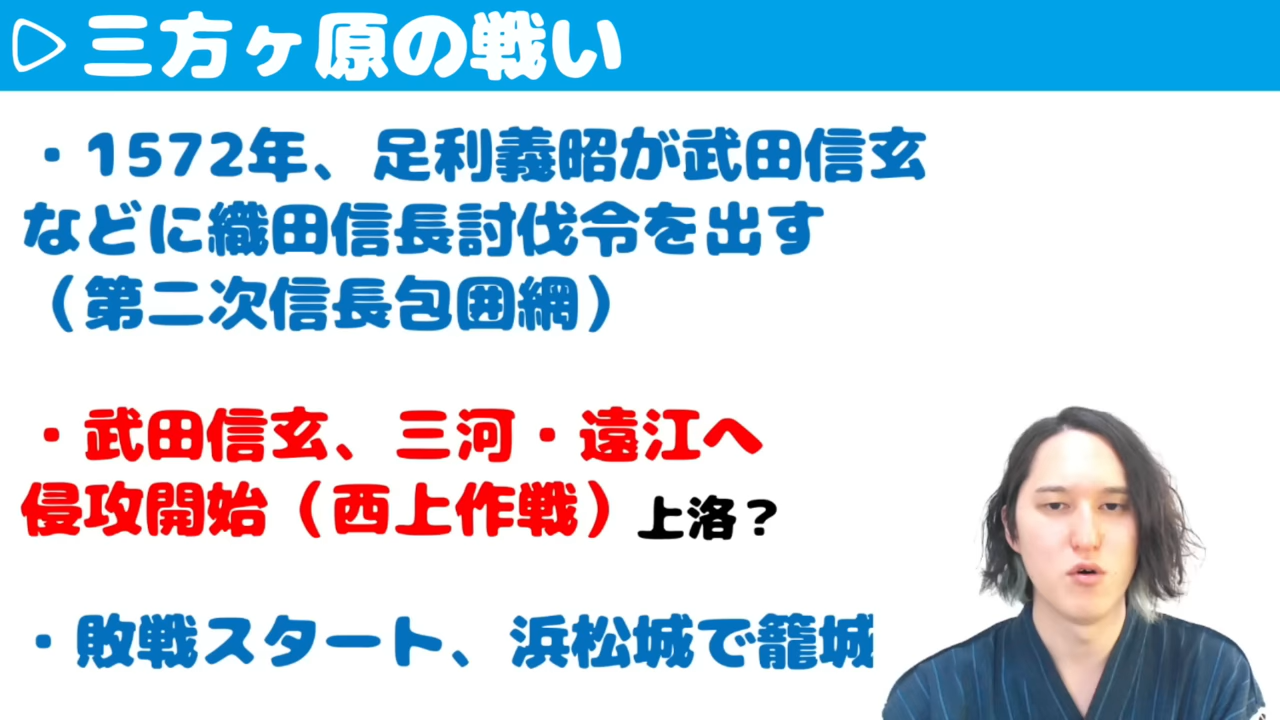 三方ヶ原の戦い
・1572年、足利義昭が武田信玄
などに織田信長討伐令を出す
（第二次信長包囲網）
・武田信玄、三河・遠江へ
侵攻開始（西上作戦）上洛？
・敗戦スタート、浜松城で籠城